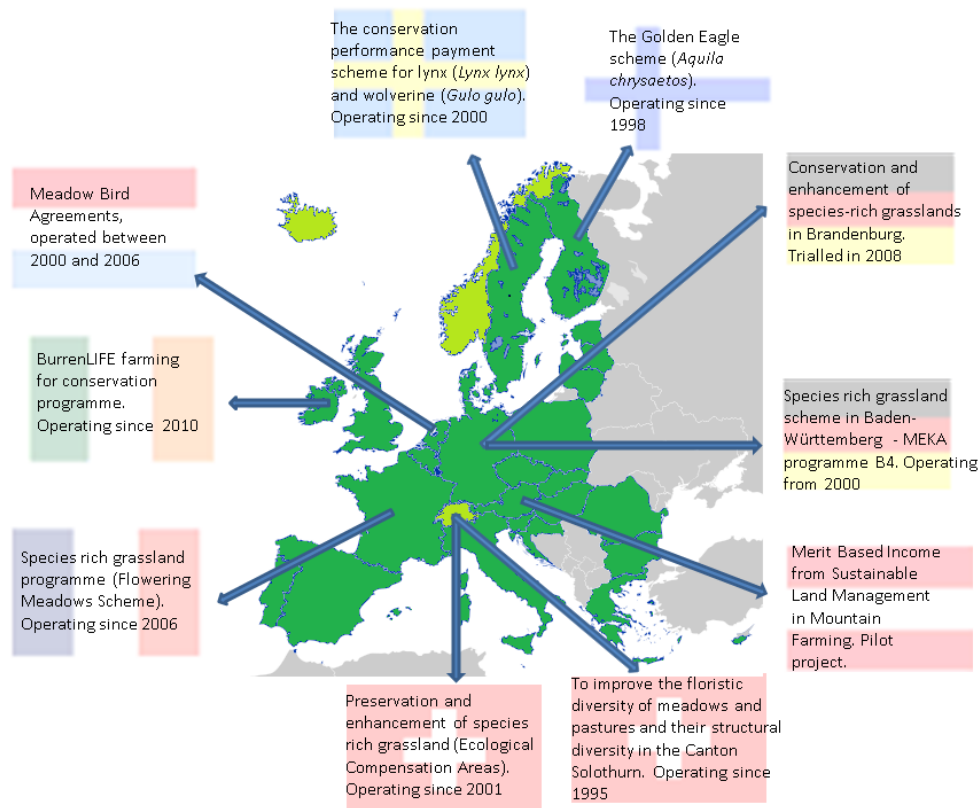 The conservation
performance payment
scheme for lynx (Lynx lynx)
and wolverine (Gulo gulo).
Operating since 2000
The Golden Eagle
scheme (Aquila
chrysaetos).
Operating since
1998
Meadow Bird
Agreements,
operated between
2000 and 2006
Conservation and
enhancement of
species-rich grasslands
in Brandenburg.
Trialled in 2008
BurrenLIFE farming
for conservation
programme.
Operating since 2010
Species rich grassland
scheme in Baden-
Württemberg - MEKA
programme B4. Operating
from 2000
Species rich grassland
programme (Flowering
Meadows Scheme).
Operating since 2006
Merit Based Income
from Sustainable
Land Management
in Mountain
Farming. Pilot
project.
Preservation and
enhancement of species
rich grassland (Ecological
Compensation Areas).
Operating since 2001
To improve the floristic
diversity of meadows and
pastures and their structural
diversity in the Canton
Solothurn. Operating since
1995